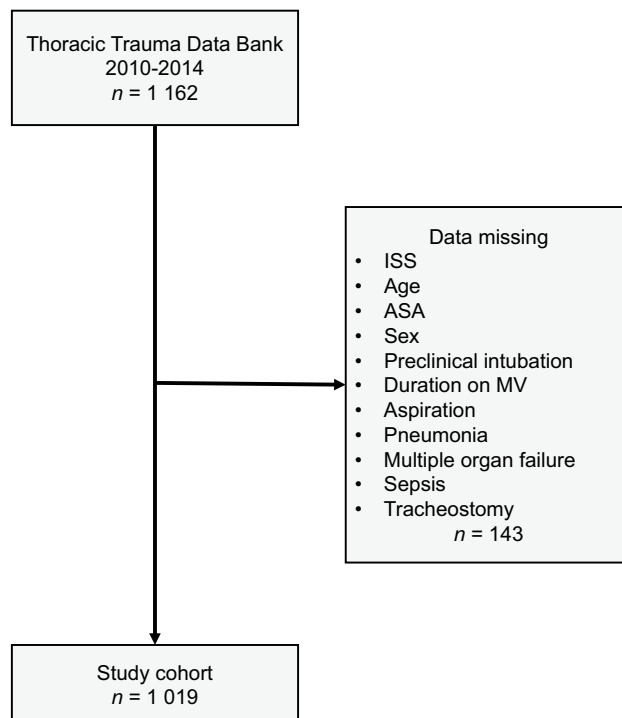 Thoracic Trauma Data Bank
2010-2014
n = 1 162
Data missing
• ISS
• Age
• ASA
• Sex
• Preclinical intubation
• Duration on MV
• Aspiration
• Pneumonia
• Multiple organ failure
• Sepsis
• Tracheostomy
n = 143
Study cohort
n = 1 019